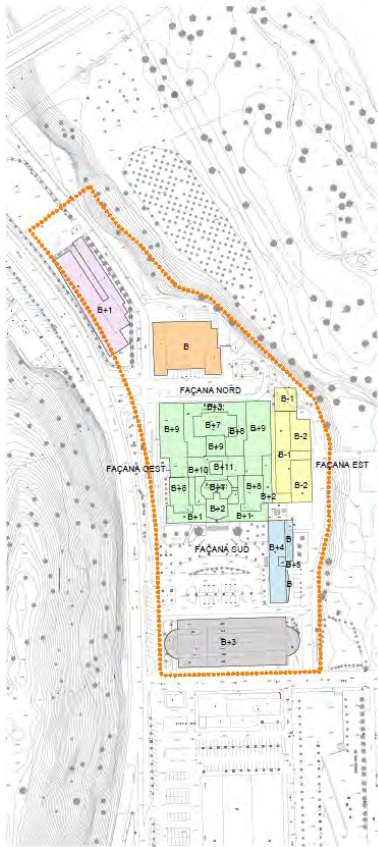 B+1
B
FAÇANA NORD
B+3
B-1
B+9
B+7
B+8
B+9
B-2
B+9
B-1
FAÇANA OEST
B+10
B+11
FAÇANA EST
B+8
B+8
B-2
B+2
B+2
B+1
B+1
FAÇANA SUD
B
B+4
B+5
B
B+3